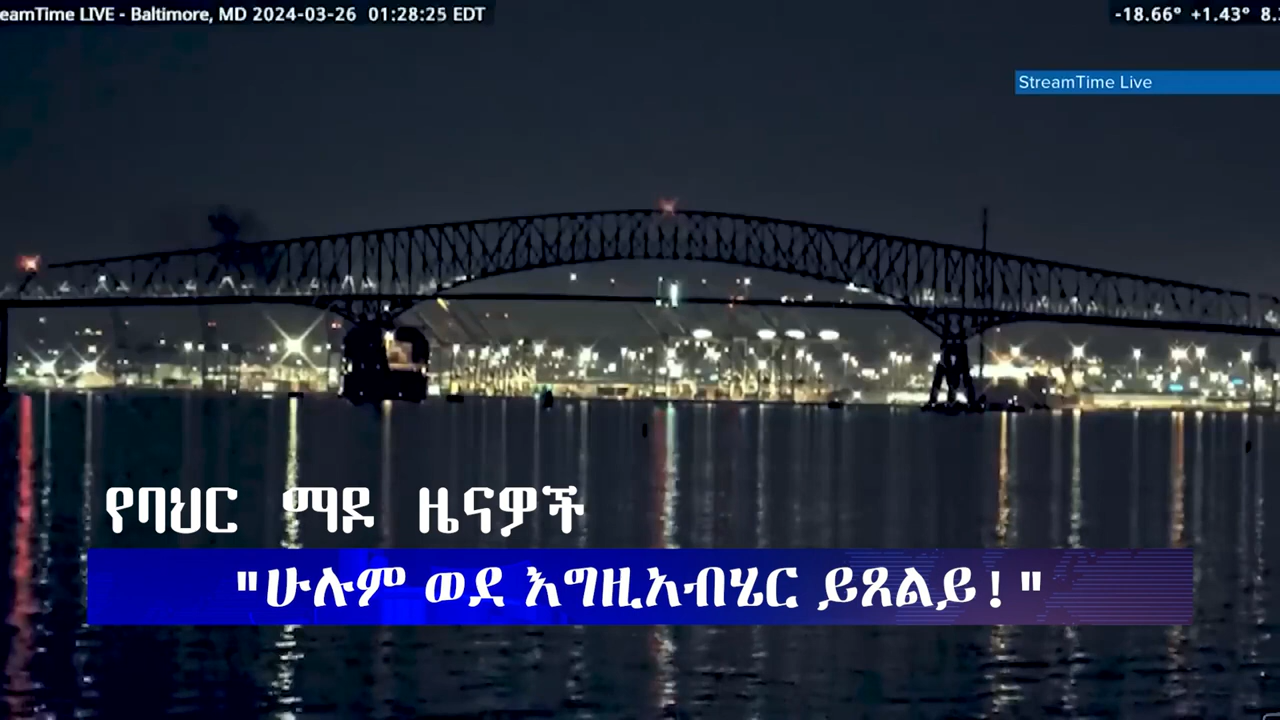 eamTime LIVE - Baltimore, MD 2024-03-26 01:28:25 EDT
-18.66° +1.43° 8.
StreamTime Live
የባህር ማዶ ዜናዎች
"ሁሉም ወደ እግዚአብሄር ይጸልይ!"